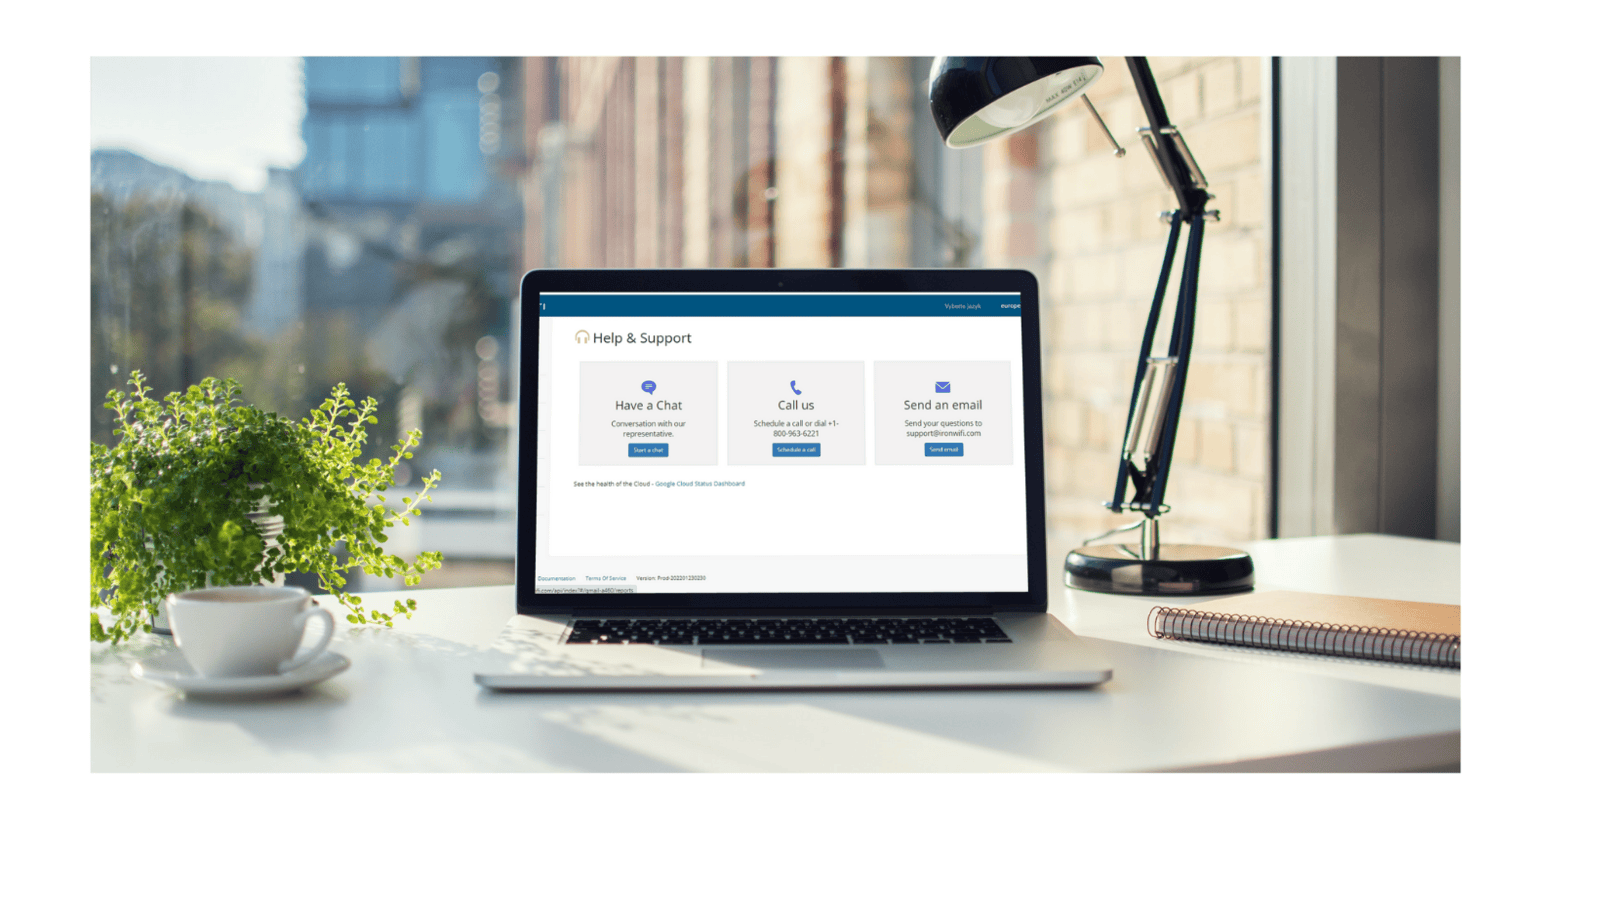 MAX 40W E14
Vyberte jazyk europe
Help & Support
Have a Chat
Conversation with our
representative.
Start a chat
Call us
Schedule a call or dial +1-
800-963-6221
Schedule a call
Send an email
Send your questions to
support@ironwifi.com
Send email
See the health of the Cloud - Google Cloud Status Dashboard
Documentation Terms Of Service Version: Prod-202201230230